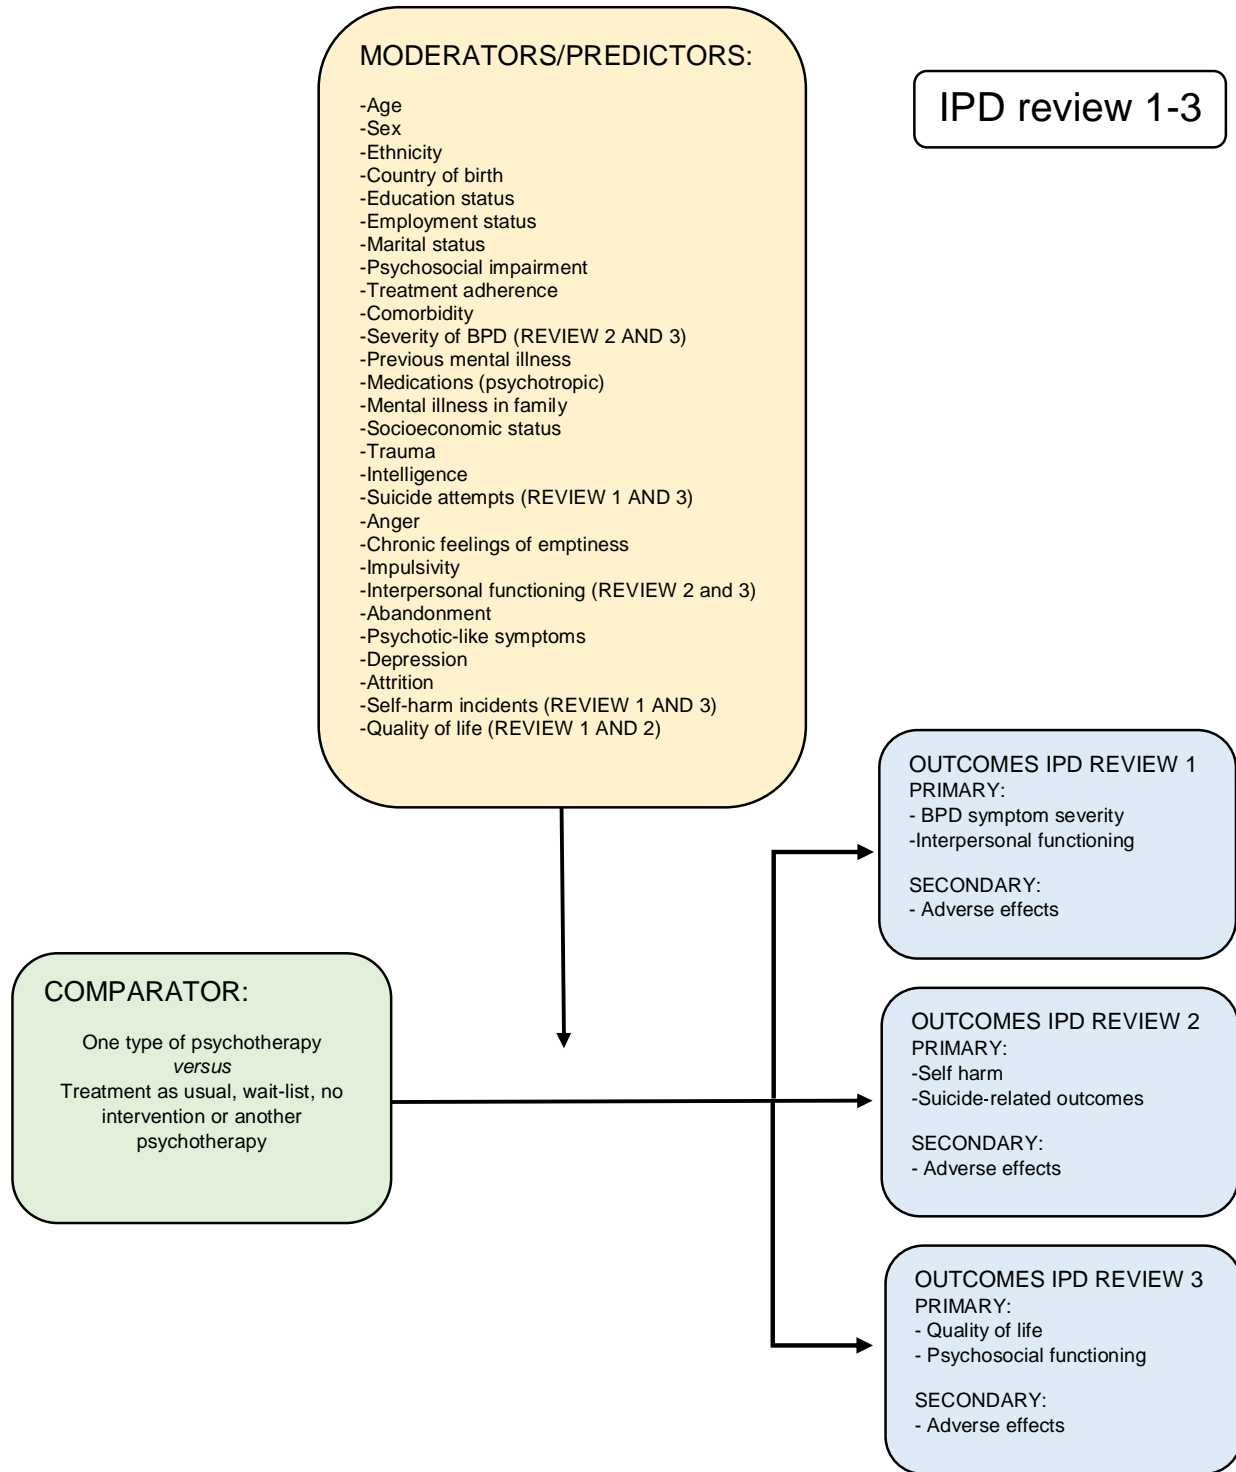 MODERATORS/PREDICTORS:
-Age
-Sex
-Ethnicity
-Country of birth
-Education status
-Employment status
-Marital status
-Psychosocial impairment
-Treatment adherence
-Comorbidity
-Severity of BPD (REVIEW 2 AND 3)
-Previous mental illness
-Medications (psychotropic)
-Mental illness in family
-Socioeconomic status
-Trauma
-Intelligence
-Suicide attempts (REVIEW 1 AND 3)
-Anger
-Chronic feelings of emptiness
-Impulsivity
-Interpersonal functioning (REVIEW 2 and 3)
-Abandonment
-Psychotic-like symptoms
-Depression
-Attrition
-Self-harm incidents (REVIEW 1 AND 3)
-Quality of life (REVIEW 1 AND 2)
IPD review 1-3
COMPARATOR:
One type of psychotherapy
versus
Treatment as usual, wait-list, no
intervention or another
psychotherapy
OUTCOMES IPD REVIEW 1
PRIMARY:
- BPD symptom severity
-Interpersonal functioning
SECONDARY:
- Adverse effects
OUTCOMES IPD REVIEW 2
PRIMARY:
-Self harm
-Suicide-related outcomes
SECONDARY:
- Adverse effects
OUTCOMES IPD REVIEW 3
PRIMARY:
- Quality of life
- Psychosocial functioning
SECONDARY:
- Adverse effects